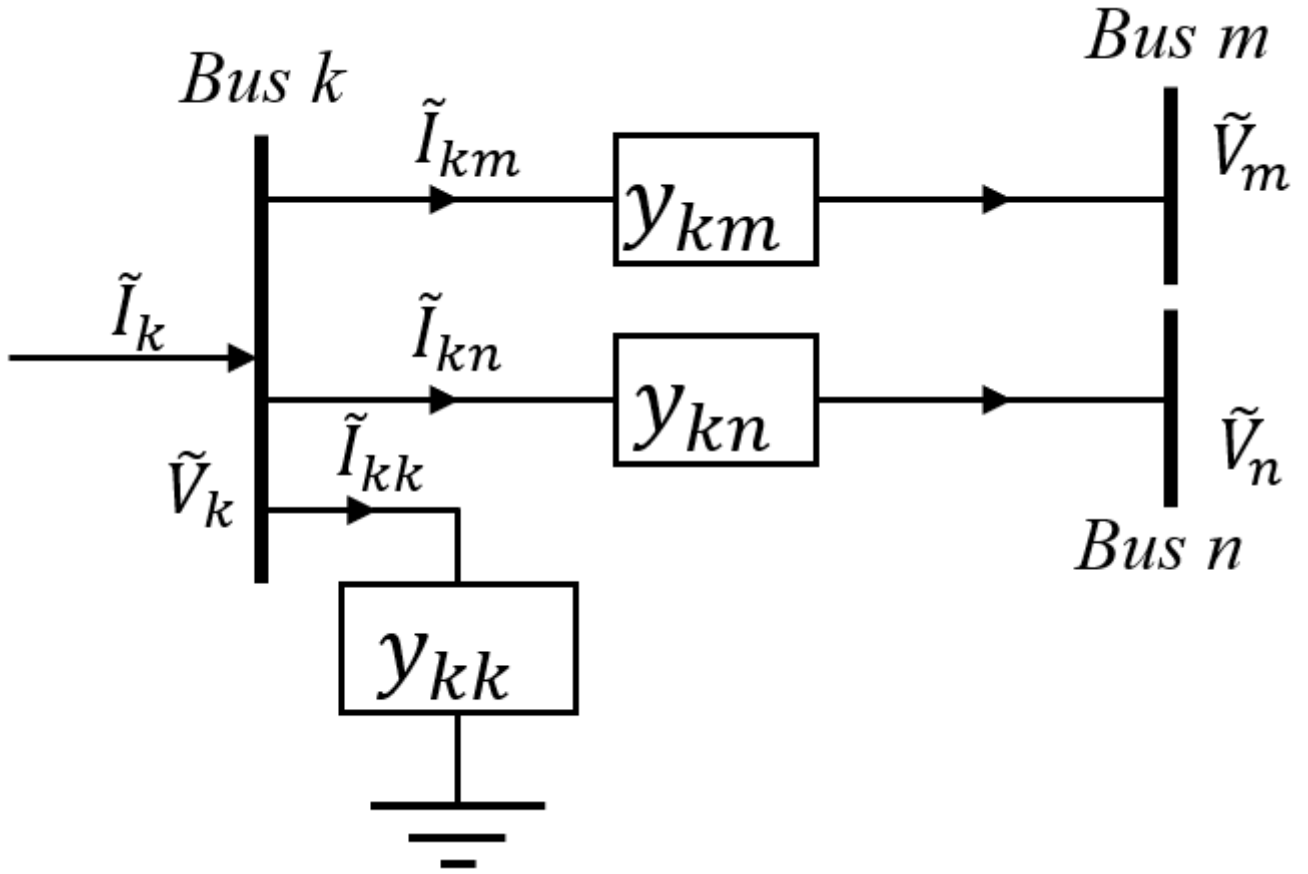 Bus m
Bus k
Ĩₖₘ
Ṽₘ
yₖₘ
Ĩₖ
Ĩₖₙ
yₖₙ
Ĩₖₖ
Ṽₖ
Ṽₙ
Bus n
yₖₖ